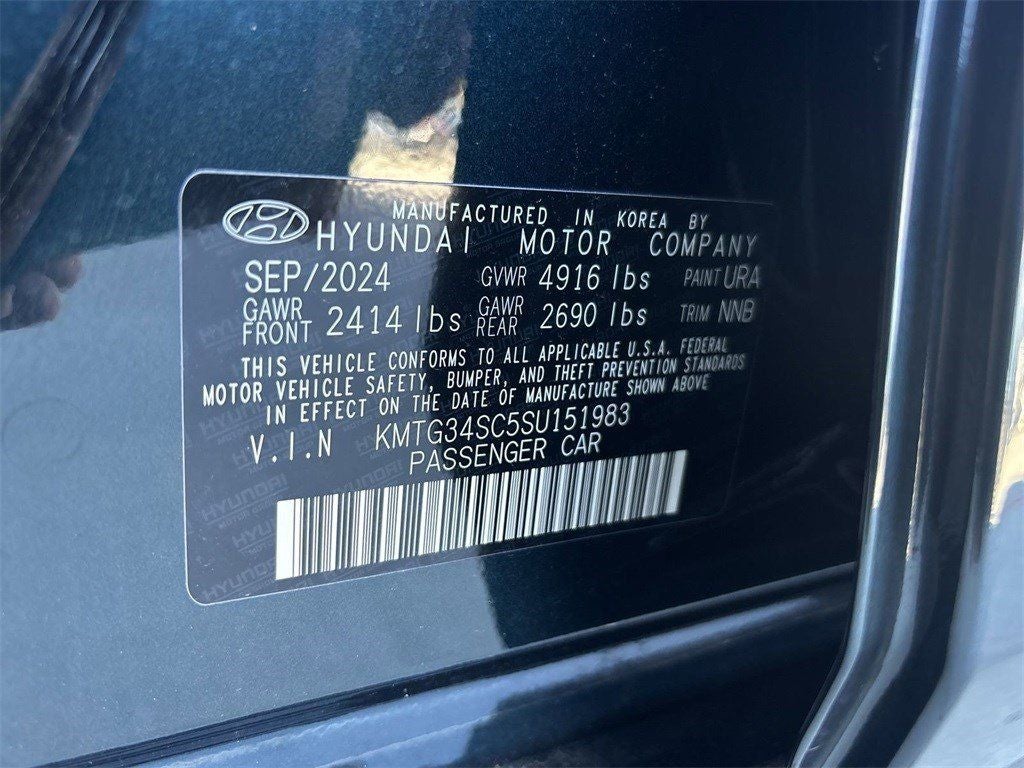 MANUFACTURED IN KOREA BY
HYUNDAI MOTOR COMPANY
SEP/2024 GVWR 4916 lbs PAINT URA
GAWR FRONT 2414 lbs GAWR REAR 2690 lbs TRIM NNB
THIS VEHICLE CONFORMS TO ALL APPLICABLE U.S.A. FEDERAL
MOTOR VEHICLE SAFETY, BUMPER, AND THEFT PREVENTION STANDARDS
IN EFFECT ON THE DATE OF MANUFACTURE SHOWN ABOVE
V.I.N KMTG34SC5SU151983
PASSENGER CAR